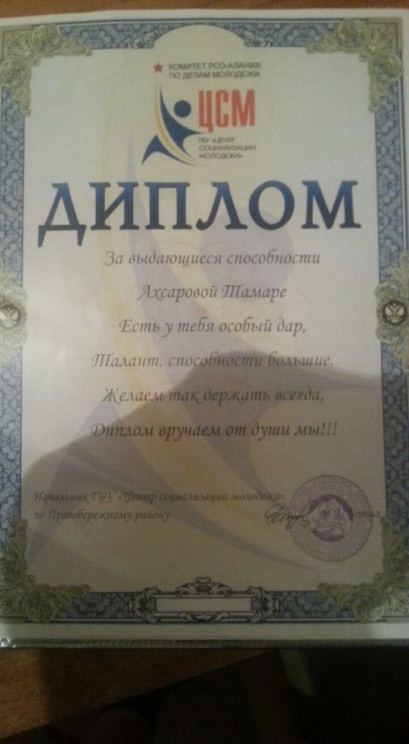 КОМИТЕТ РСО-АЛАНИЯ
ПО ДЕЛАМ МОЛОДЕЖИ
ЦСМ
ГБУ «ЦЕНТР
СОЦИАЛИЗАЦИИ
МОЛОДЕЖИ»
ДИПЛОМ
За выдающиеся способности
Ахсаровой Тамаре
Есть у тебя особый дар,
Талант, способности большие.
Желаем так держать всегда,
Диплом вручаем от души мы!!!
Начальник ГБУ «Центр социализации молодежи»
по Правобережному району